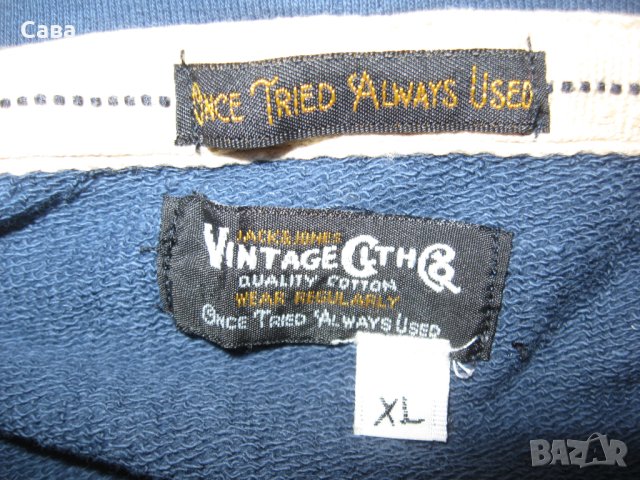 Сава
ONCE TRIED ALWAYS USED
JACK & JONES
VINTAGE CLTH Co
QUALITY COTTON
WEAR REGULARLY
ONCE TRIED ALWAYS USED
XL
BAZAR